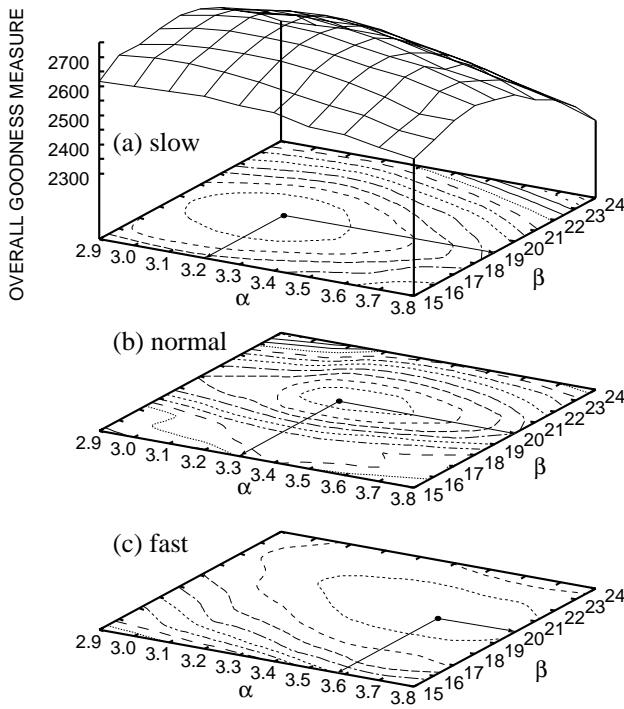 OVERALL GOODNESS MEASURE
2700
2600
2500
2400
2300
(a) slow
2.9 3.0 3.1 3.2 3.3 3.4 3.5 3.6 3.7 3.8
α
15 16 17 18 19 20 21 22 23 24
β
(b) normal
2.9 3.0 3.1 3.2 3.3 3.4 3.5 3.6 3.7 3.8
α
15 16 17 18 19 20 21 22 23 24
β
(c) fast
2.9 3.0 3.1 3.2 3.3 3.4 3.5 3.6 3.7 3.8
α
15 16 17 18 19 20 21 22 23 24
β